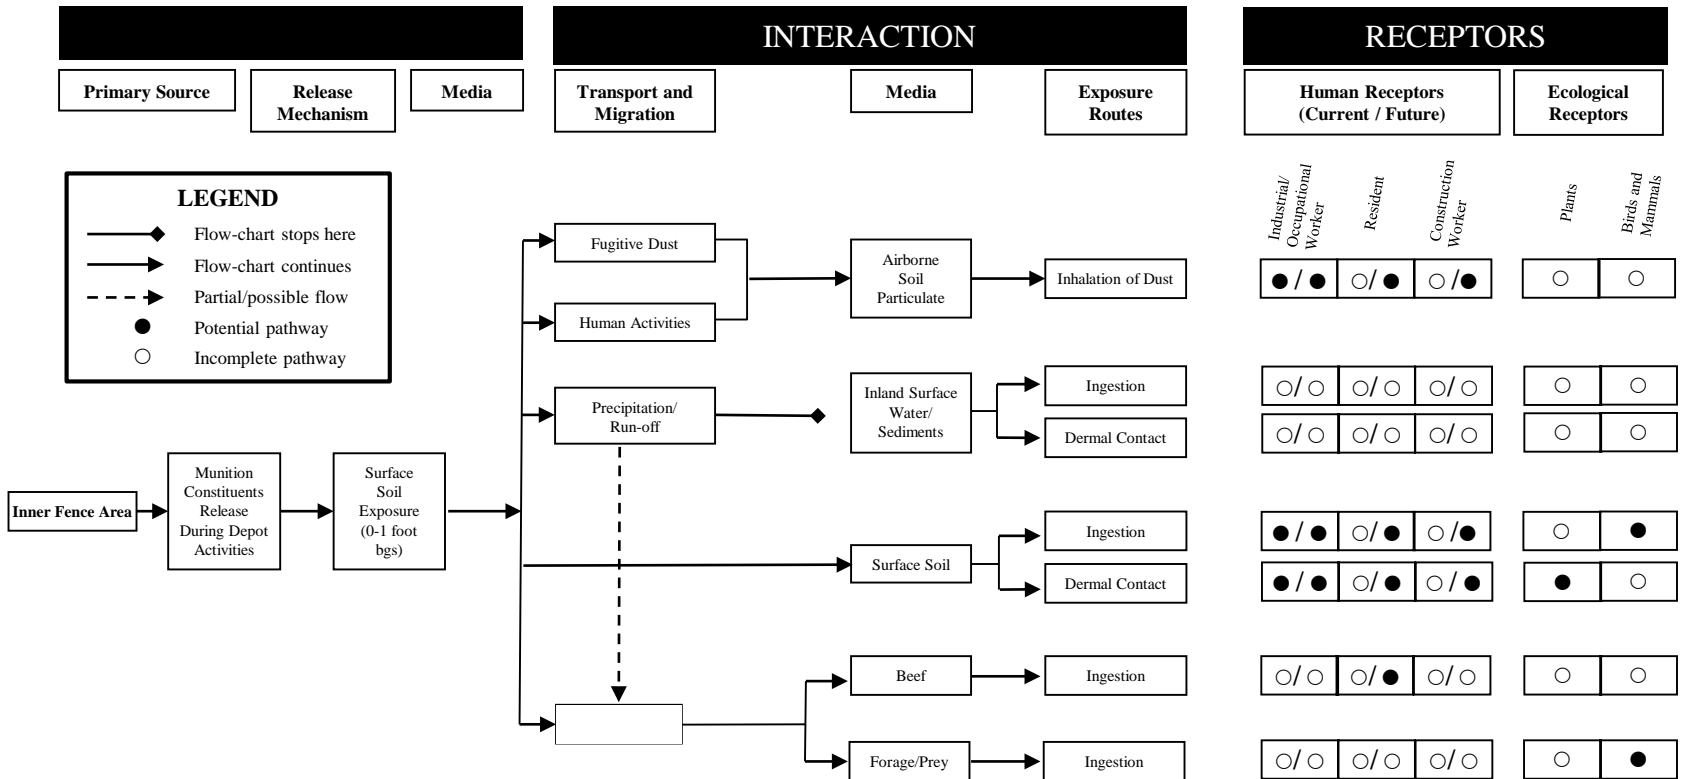 INTERACTION
RECEPTORS
Primary Source
Release
Mechanism
Media
Transport and
Migration
Media
Exposure
Routes
Human Receptors
(Current / Future)
Ecological
Receptors
LEGEND
Flow-chart stops here
Flow-chart continues
Partial/possible flow
Potential pathway
Incomplete pathway
Industrial/
Occupational
Worker
Resident
Construction
Worker
Plants
Birds and
Mammals
Fugitive Dust
Human Activities
Airborne
Soil
Particulate
Inhalation of Dust
● / ●
○/ ●
○ /●
○
○
Precipitation/
Run-off
Inland Surface
Water/
Sediments
Ingestion
○/ ○
○/ ○
○/ ○
○
○
Dermal Contact
○/ ○
○/ ○
○/ ○
○
○
Inner Fence Area
Munition
Constituents
Release
During Depot
Activities
Surface
Soil
Exposure
(0-1 foot
bgs)
Surface Soil
Ingestion
● / ●
○/ ●
○ /●
○
●
Dermal Contact
● / ●
○/ ●
○ / ●
●
○
Beef
Ingestion
○/ ○
○/ ●
○/ ○
○
○
Forage/Prey
Ingestion
○/ ○
○/ ○
○/ ○
○
●